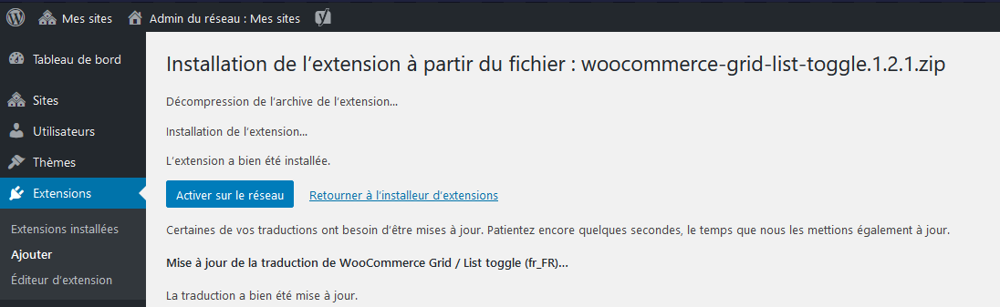 Mes sites
Admin du réseau : Mes sites
Tableau de bord
Sites
Utilisateurs
Thèmes
Extensions
Extensions installées
Ajouter
Éditeur d’extension
Installation de l’extension à partir du fichier : woocommerce-grid-list-toggle.1.2.1.zip
Décompression de l’archive de l’extension…
Installation de l’extension…
L’extension a bien été installée.
Activer sur le réseau
Retourner à l’installeur d’extensions
Certaines de vos traductions ont besoin d’être mises à jour. Patientez encore quelques secondes, le temps que nous les mettions également à jour.
Mise à jour de la traduction de WooCommerce Grid / List toggle (fr_FR)…
La traduction a bien été mise à jour.